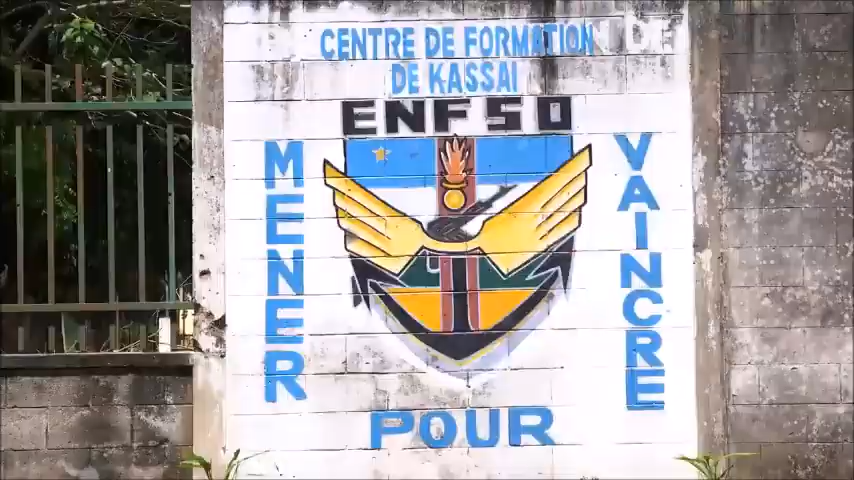 CENTRE DE FORMATION
DE KASSAI
ENFSO
MENER
POUR
VAINCRE